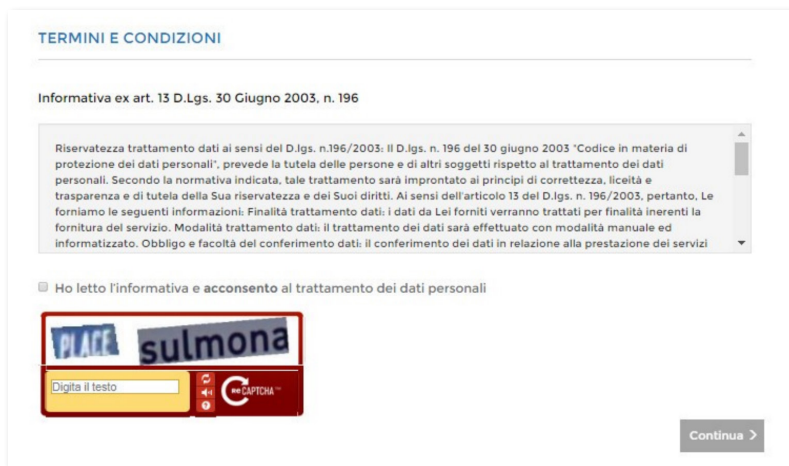 TERMINI E CONDIZIONI
Informativa ex art. 13 D.Lgs. 30 Giugno 2003, n. 196
Riservatezza trattamento dati ai sensi del D.lgs. n.196/2003: Il D.lgs. n. 196 del 30 giugno 2003 "Codice in materia di
protezione dei dati personali", prevede la tutela delle persone e di altri soggetti rispetto al trattamento dei dati
personali. Secondo la normativa indicata, tale trattamento sarà improntato ai principi di correttezza, liceità e
trasparenza e di tutela della Sua riservatezza e dei Suoi diritti. Ai sensi dell'articolo 13 del D.lgs. n. 196/2003, pertanto, Le
forniamo le seguenti informazioni: Finalità trattamento dati: i dati da Lei forniti verranno trattati per finalità inerenti la
fornitura del servizio. Modalità trattamento dati: il trattamento dei dati sarà effettuato con modalità manuale ed
informatizzato. Obbligo e facoltà del conferimento dati: il conferimento dei dati in relazione alla prestazione dei servizi
Ho letto l'informativa e acconsento al trattamento dei dati personali
PLACE sulmona
Digita il testo
ReCAPTCHA™
Continua